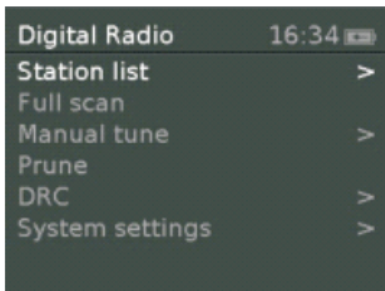 Digital Radio 16:34
Station list >
Full scan
Manual tune >
Prune
DRC >
System settings >